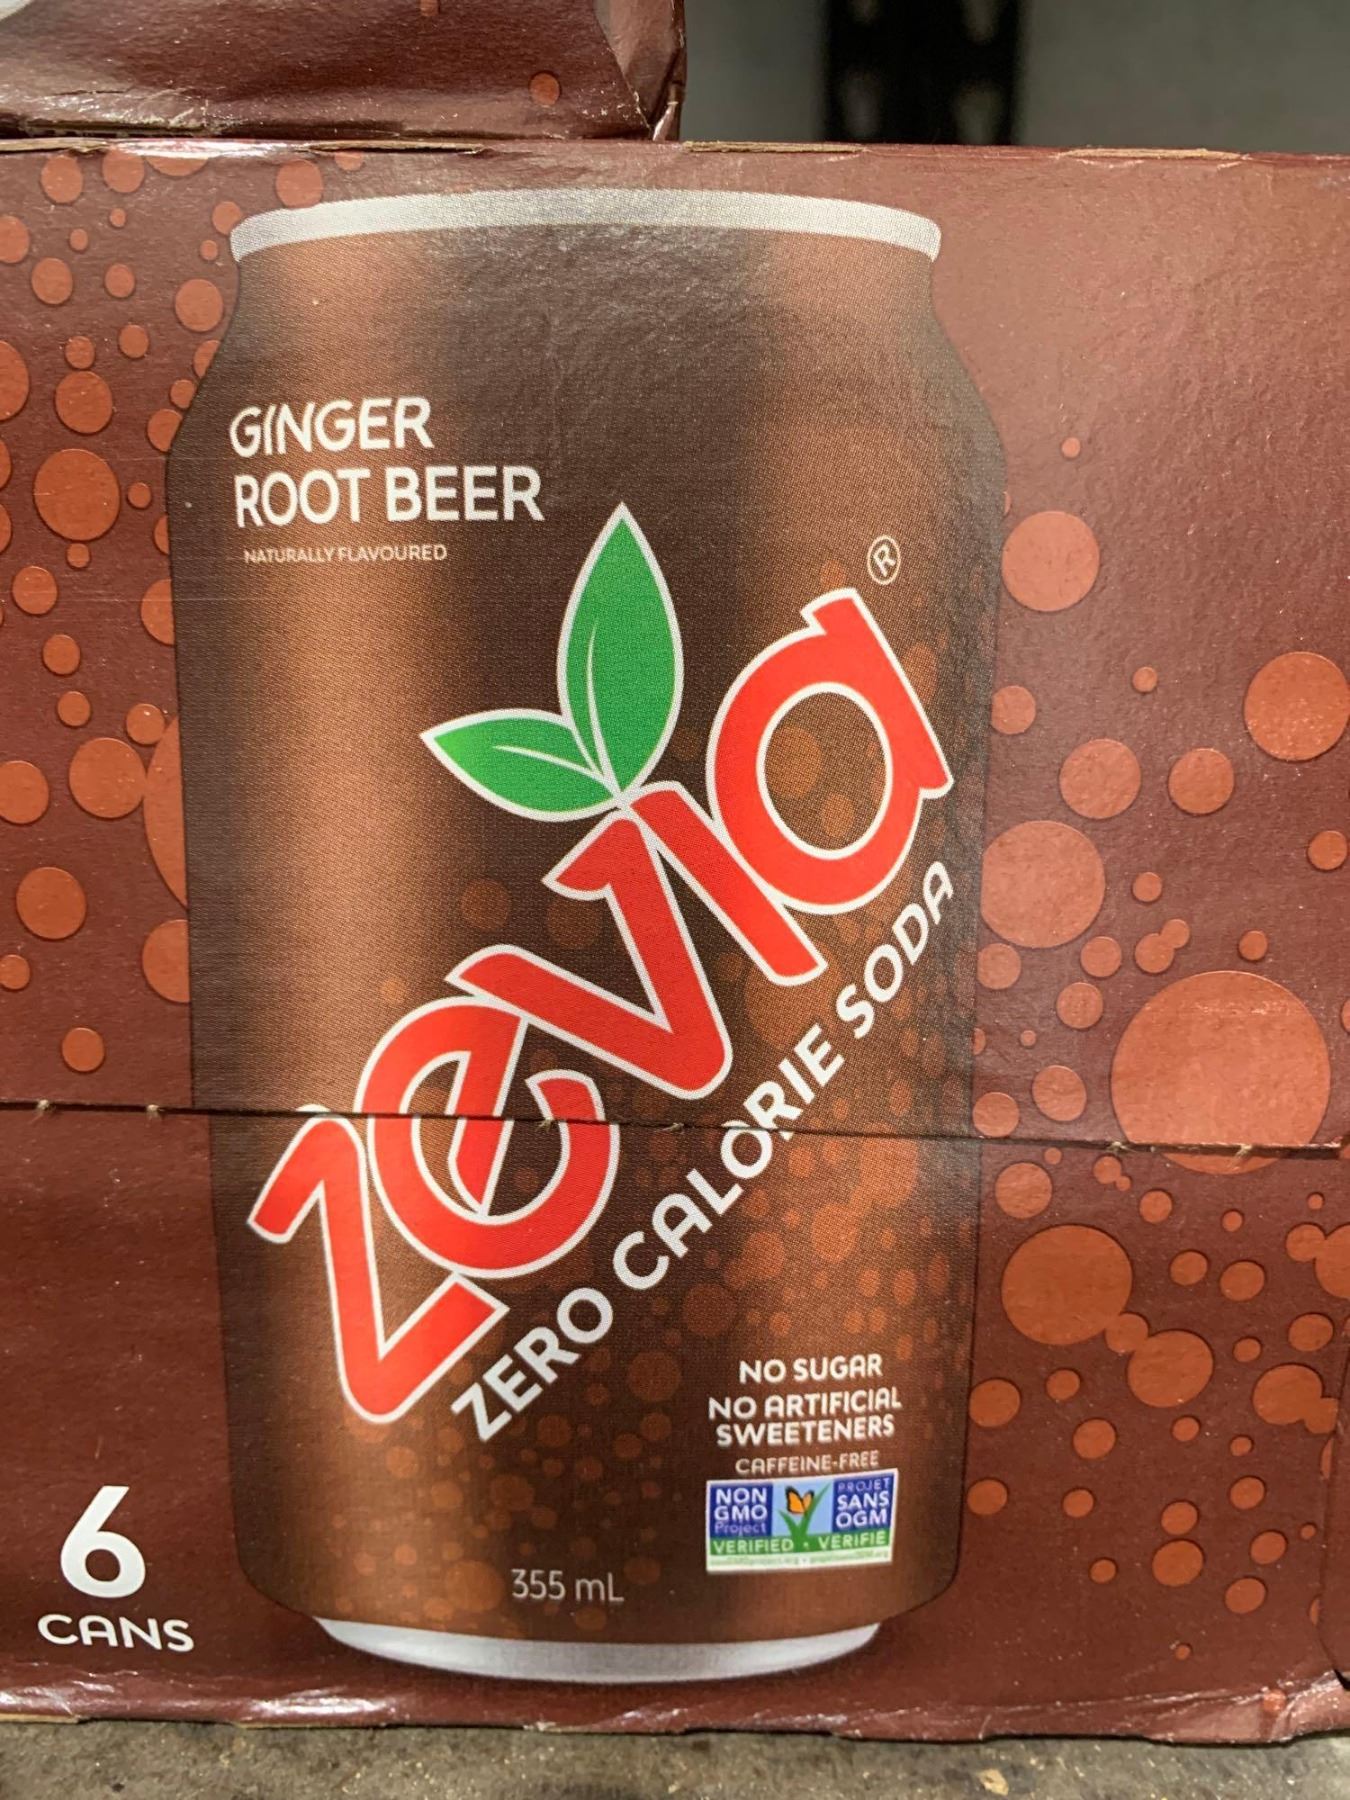 GINGER
ROOT BEER
NATURALLY FLAVOURED
zevia®
ZERO CALORIE SODA
NO SUGAR
NO ARTIFICIAL
SWEETENERS
CAFFEINE-FREE
NON
GMO
Project
VERIFIED
PROJET
SANS
OGM
VÉRIFIÉ
6
CANS
355 mL